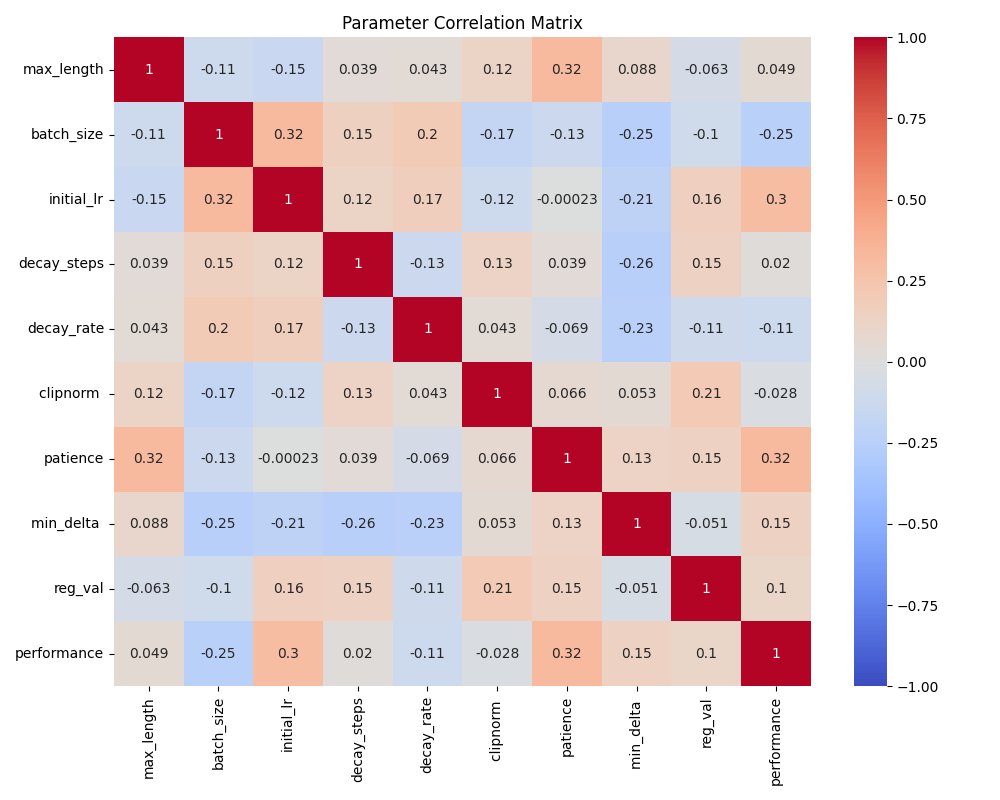 Parameter Correlation Matrix
max_length 1 -0.11 -0.15 0.039 0.043 0.12 0.32 0.088 -0.063 0.049
batch_size -0.11 1 0.32 0.15 0.2 -0.17 -0.13 -0.25 -0.1 -0.25
initial_lr -0.15 0.32 1 0.12 0.17 -0.12 -0.00023 -0.21 0.16 0.3
decay_steps 0.039 0.15 0.12 1 -0.13 0.13 0.039 -0.26 0.15 0.02
decay_rate 0.043 0.2 0.17 -0.13 1 0.043 -0.069 -0.23 -0.11 -0.11
clipnorm 0.12 -0.17 -0.12 0.13 0.043 1 0.066 0.053 0.21 -0.028
patience 0.32 -0.13 -0.00023 0.039 -0.069 0.066 1 0.13 0.15 0.32
min_delta 0.088 -0.25 -0.21 -0.26 -0.23 0.053 0.13 1 -0.051 0.15
reg_val -0.063 -0.1 0.16 0.15 -0.11 0.21 0.15 -0.051 1 0.1
performance 0.049 -0.25 0.3 0.02 -0.11 -0.028 0.32 0.15 0.1 1
max_length
batch_size
initial_lr
decay_steps
decay_rate
clipnorm
patience
min_delta
reg_val
performance
1.00
0.75
0.50
0.25
0.00
−0.25
−0.50
−0.75
−1.00